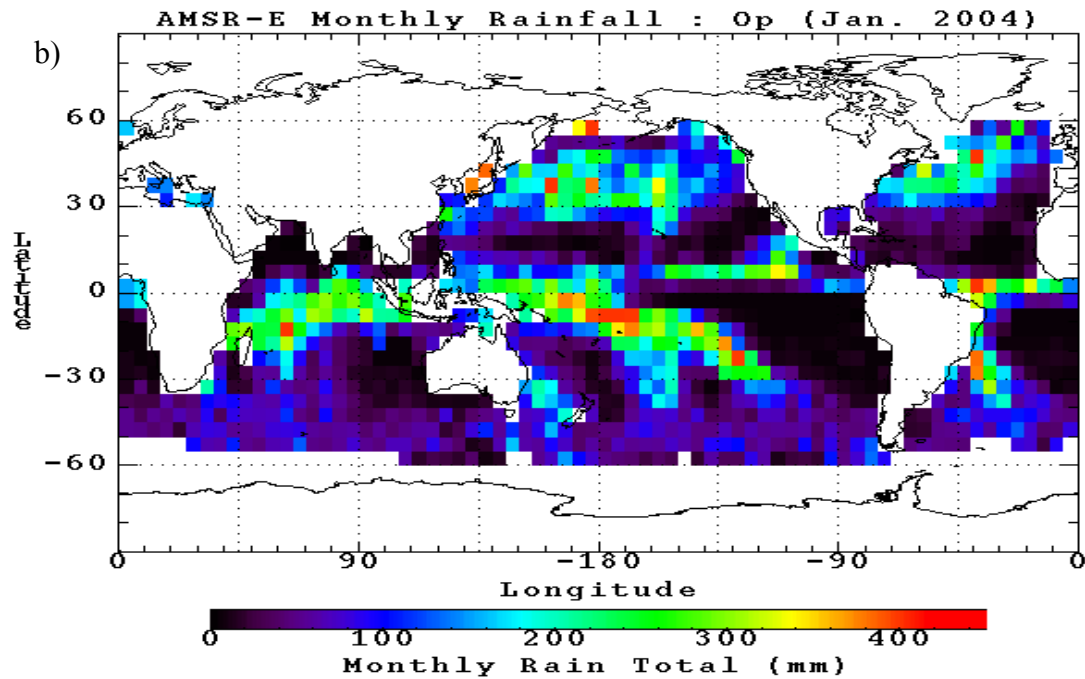 AMSR-E Monthly Rainfall : Op (Jan. 2004)
b)
60
30
0
-30
-60
Latitude
0 90 -180 -90 0
Longitude
0 100 200 300 400
Monthly Rain Total (mm)